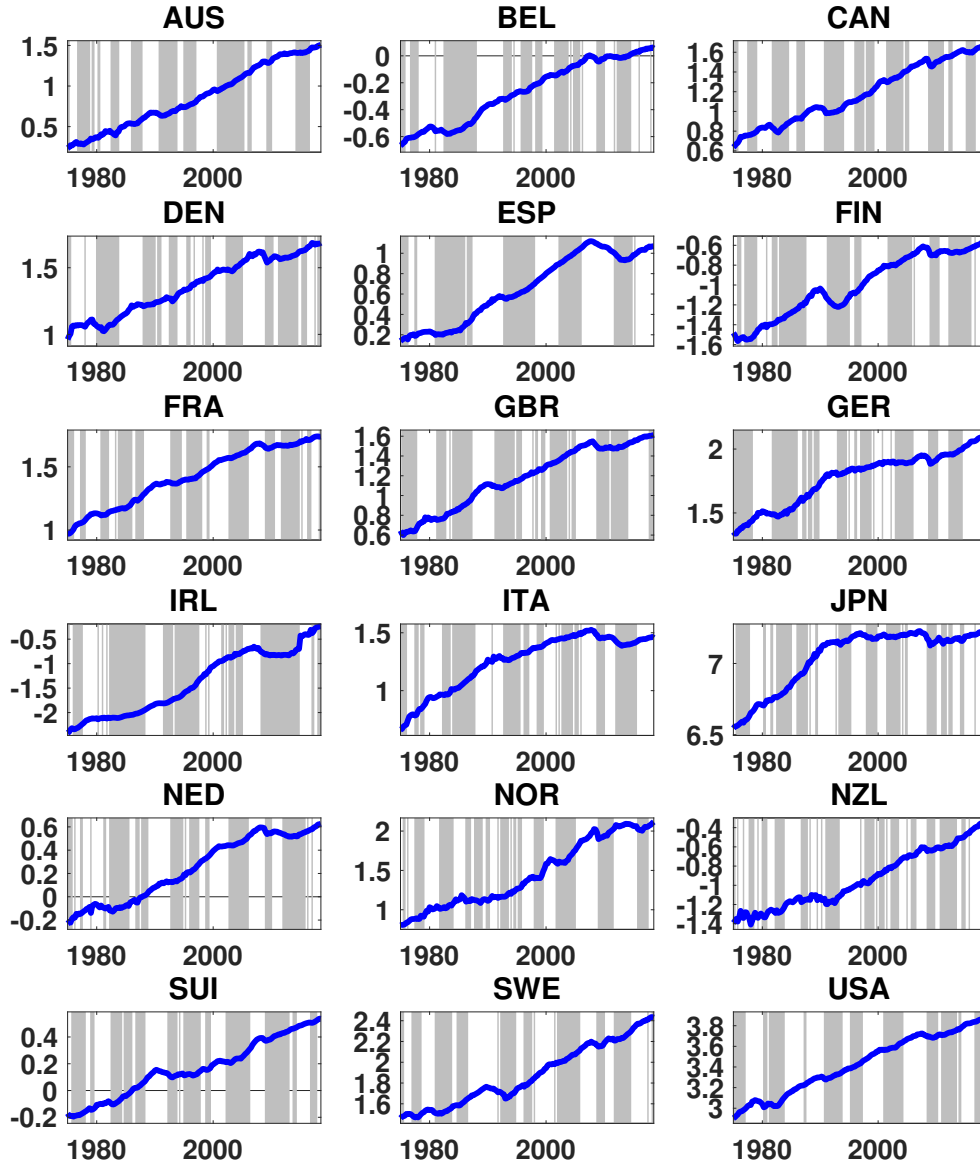 AUS BEL CAN
1.5 0 1.6
-0.2 1.4
1 1.2
-0.4 1
0.5 -0.6 0.8
0.6
1980 2000 1980 2000 1980 2000
DEN ESP FIN
1 -0.6
1.5 0.8 -0.8
-1
0.6 -1.2
0.4 -1.4
1 0.2 -1.6
1980 2000 1980 2000 1980 2000
FRA GBR GER
1.6 2
1.5 1.4
1.2
1 1.5
0.8
1 0.6
1980 2000 1980 2000 1980 2000
IRL ITA JPN
-0.5 1.5
-1 7
-1.5 1
-2 6.5
1980 2000 1980 2000 1980 2000
NED NOR NZL
0.6 2 -0.4
0.4 -0.6
1.5 -0.8
0.2 -1
0 -1.2
-0.2 1 -1.4
1980 2000 1980 2000 1980 2000
SUI SWE USA
0.4 2.4 3.8
2.2 3.6
0.2 2 3.4
0 1.8 3.2
-0.2 1.6 3
1980 2000 1980 2000 1980 2000